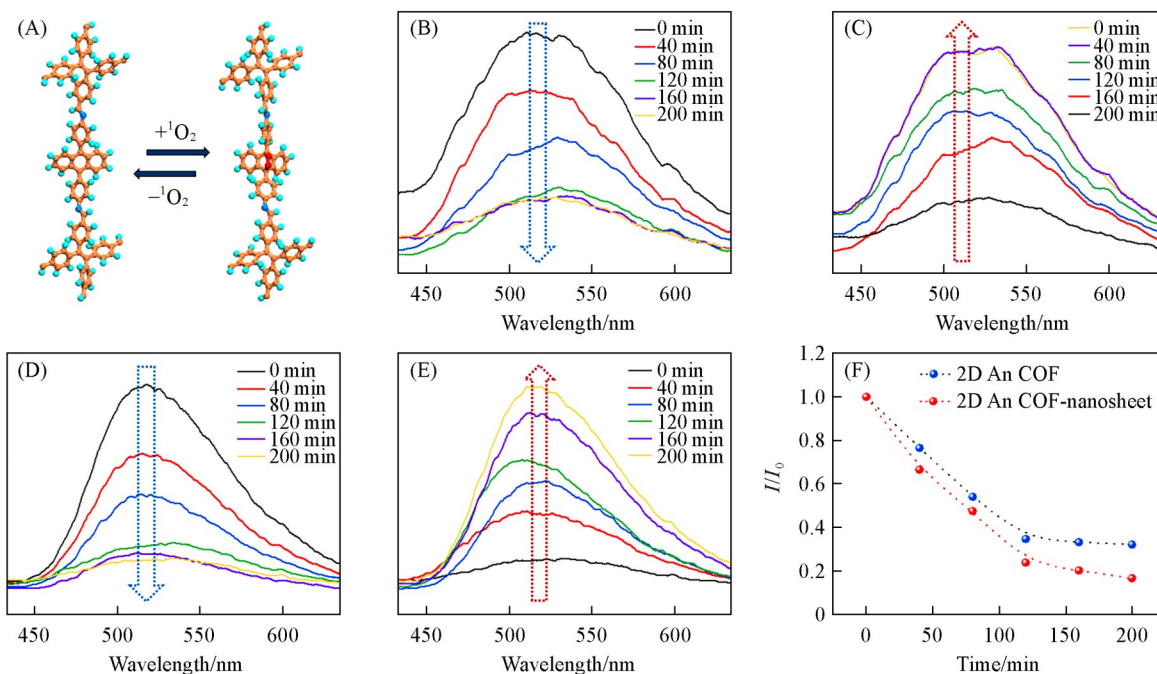 (A)
+¹O₂
−¹O₂
(B)
0 min
40 min
80 min
120 min
160 min
200 min
450 500 550 600
Wavelength/nm
(C)
0 min
40 min
80 min
120 min
160 min
200 min
450 500 550 600
Wavelength/nm
(D)
0 min
40 min
80 min
120 min
160 min
200 min
450 500 550 600
Wavelength/nm
(E)
0 min
40 min
80 min
120 min
160 min
200 min
450 500 550 600
Wavelength/nm
(F)
2D An COF
2D An COF-nanosheet
I/I₀
1.2
1.0
0.8
0.6
0.4
0.2
0
0 50 100 150 200
Time/min